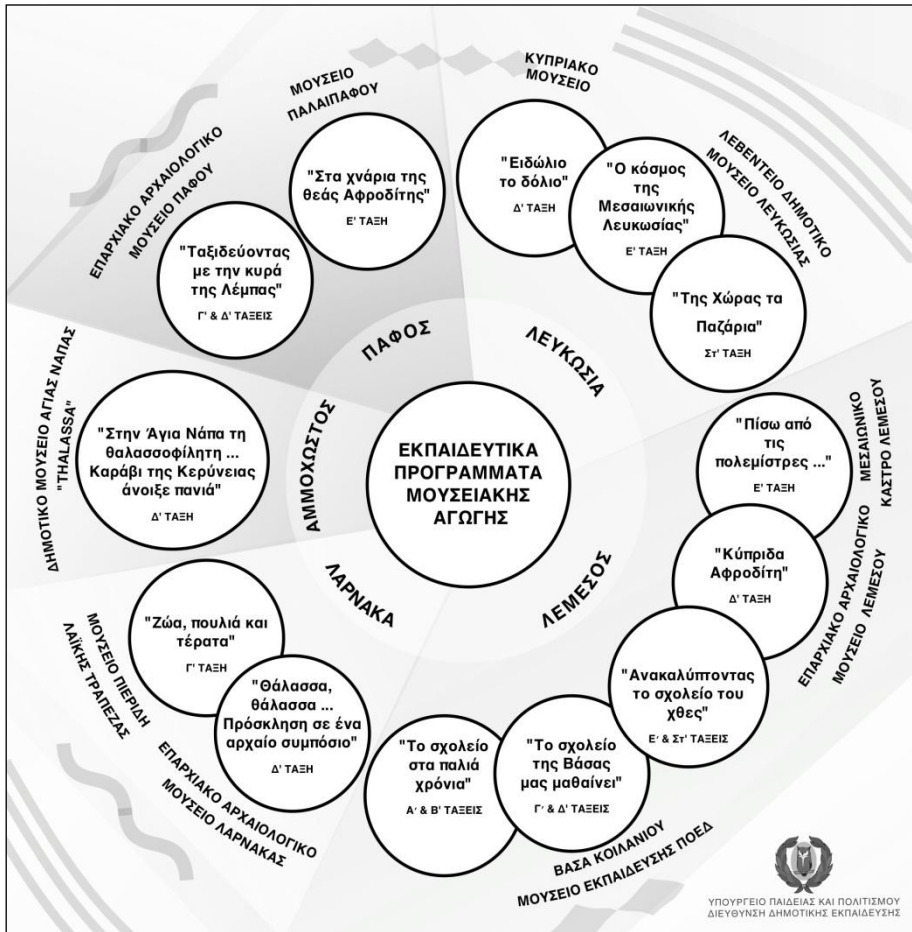 ΕΚΠΑΙΔΕΥΤΙΚΑ
ΠΡΟΓΡΑΜΜΑΤΑ
ΜΟΥΣΕΙΑΚΗΣ
ΑΓΩΓΗΣ
ΛΕΥΚΩΣΙΑ
ΚΥΠΡΙΑΚΟ
ΜΟΥΣΕΙΟ
"Ειδώλιο
το δόλιο"
Δ' ΤΑΞΗ
ΛΕΒΕΝΤΕΙΟ ΔΗΜΟΤΙΚΟ
ΜΟΥΣΕΙΟ ΛΕΥΚΩΣΙΑΣ
"Ο κόσμος
της
Μεσαιωνικής
Λευκωσίας"
Ε' ΤΑΞΗ
"Της Χώρας τα
Παζάρια"
Στ' ΤΑΞΗ
ΛΕΜΕΣΟΣ
ΜΕΣΑΙΩΝΙΚΟ
ΚΑΣΤΡΟ ΛΕΜΕΣΟΥ
"Πίσω από
τις
πολεμίστρες ..."
Ε' ΤΑΞΗ
ΕΠΑΡΧΙΑΚΟ ΑΡΧΑΙΟΛΟΓΙΚΟ
ΜΟΥΣΕΙΟ ΛΕΜΕΣΟΥ
"Κύπριδα
Αφροδίτη"
Δ' ΤΑΞΗ
"Ανακαλύπτοντας
το σχολείο του
χθες"
Ε' & Στ' ΤΑΞΕΙΣ
"Το σχολείο
της Βάσας
μας μαθαίνει"
Γ' & Δ' ΤΑΞΕΙΣ
"Το σχολείο
στα παλιά
χρόνια"
Α' & Β' ΤΑΞΕΙΣ
ΒΑΣΑ ΚΟΙΛΑΝΙΟΥ
ΜΟΥΣΕΙΟ ΕΚΠΑΙΔΕΥΣΗΣ ΠΟΕΔ
ΛΑΡΝΑΚΑ
"Θάλασσα,
θάλασσα ...
Πρόσκληση σε ένα
αρχαίο συμπόσιο"
Δ' ΤΑΞΗ
ΕΠΑΡΧΙΑΚΟ ΑΡΧΑΙΟΛΟΓΙΚΟ
ΜΟΥΣΕΙΟ ΛΑΡΝΑΚΑΣ
"Ζώα, πουλιά και
τέρατα"
Γ' ΤΑΞΗ
ΜΟΥΣΕΙΟ ΠΙΕΡΙΔΗ
ΛΑΪΚΗΣ ΤΡΑΠΕΖΑΣ
ΑΜΜΟΧΩΣΤΟΣ
ΔΗΜΟΤΙΚΟ ΜΟΥΣΕΙΟ ΑΓΙΑΣ ΝΑΠΑΣ
"THALASSA"
"Στην Άγια Νάπα τη
θαλασσοφίλητη ...
Καράβι της Κερύνειας
άνοιξε πανιά"
Δ' ΤΑΞΗ
ΠΑΦΟΣ
ΕΠΑΡΧΙΑΚΟ ΑΡΧΑΙΟΛΟΓΙΚΟ
ΜΟΥΣΕΙΟ ΠΑΦΟΥ
"Ταξιδεύοντας
με την κυρά
της Λέμπας"
Γ' & Δ' ΤΑΞΕΙΣ
ΜΟΥΣΕΙΟ
ΠΑΛΑΙΠΑΦΟΥ
"Στα χνάρια της
θεάς Αφροδίτης"
Ε' ΤΑΞΗ
ΥΠΟΥΡΓΕΙΟ ΠΑΙΔΕΙΑΣ ΚΑΙ ΠΟΛΙΤΙΣΜΟΥ
ΔΙΕΥΘΥΝΣΗ ΔΗΜΟΤΙΚΗΣ ΕΚΠΑΙΔΕΥΣΗΣ